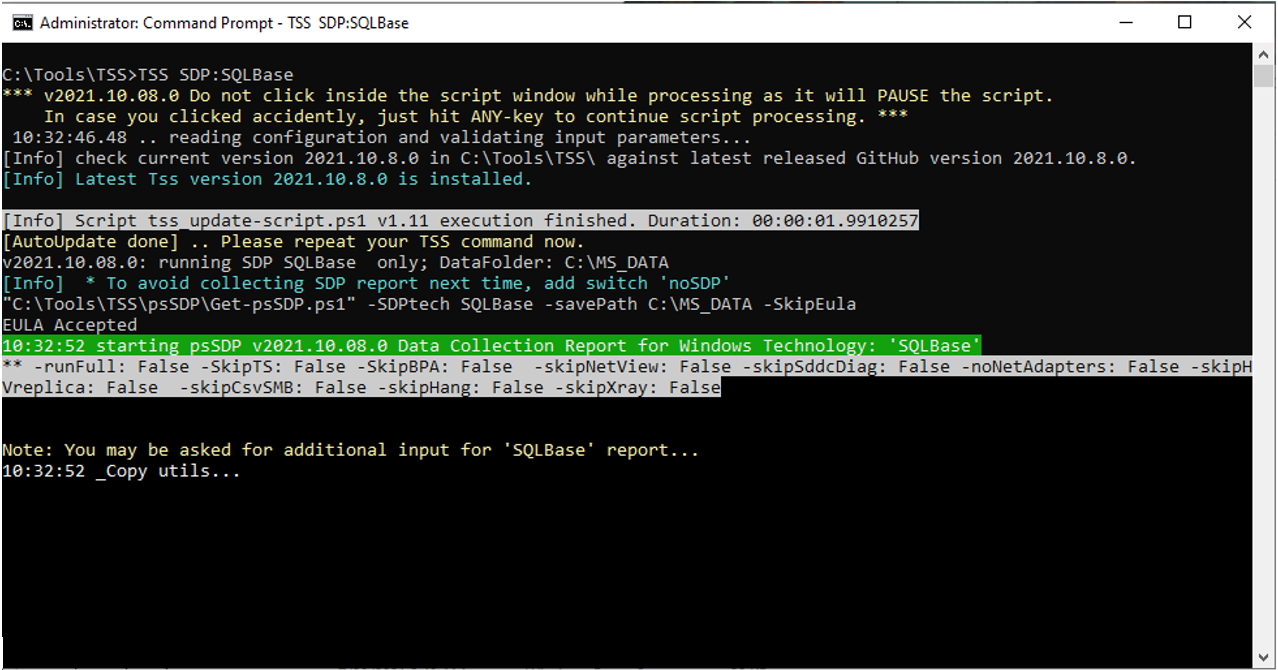 Administrator: Command Prompt - TSS  SDP:SQLBase
C:\Tools\TSS>TSS SDP:SQLBase
*** v2021.10.08.0 Do not click inside the script window while processing as it will PAUSE the script.
    In case you clicked accidently, just hit ANY-key to continue script processing. ***
 10:32:46.48 .. reading configuration and validating input parameters...
[Info] check current version 2021.10.8.0 in C:\Tools\TSS\ against latest released GitHub version 2021.10.8.0.
[Info] Latest Tss version 2021.10.8.0 is installed.
[Info] Script tss_update-script.ps1 v1.11 execution finished. Duration: 00:00:01.9910257
[AutoUpdate done] .. Please repeat your TSS command now.
v2021.10.08.0: running SDP SQLBase  only; DataFolder: C:\MS_DATA
[Info]  * To avoid collecting SDP report next time, add switch 'noSDP'
"C:\Tools\TSS\psSDP\Get-psSDP.ps1" -SDPtech SQLBase -savePath C:\MS_DATA -SkipEula
EULA Accepted
10:32:52 starting psSDP v2021.10.08.0 Data Collection Report for Windows Technology: 'SQLBase'
** -runFull: False -SkipTS: False -SkipBPA: False  -skipNetView: False -skipSddcDiag: False -noNetAdapters: False -skipH
Vreplica: False  -skipCsvSMB: False -skipHang: False -skipXray: False
Note: You may be asked for additional input for 'SQLBase' report...
10:32:52 _Copy utils...